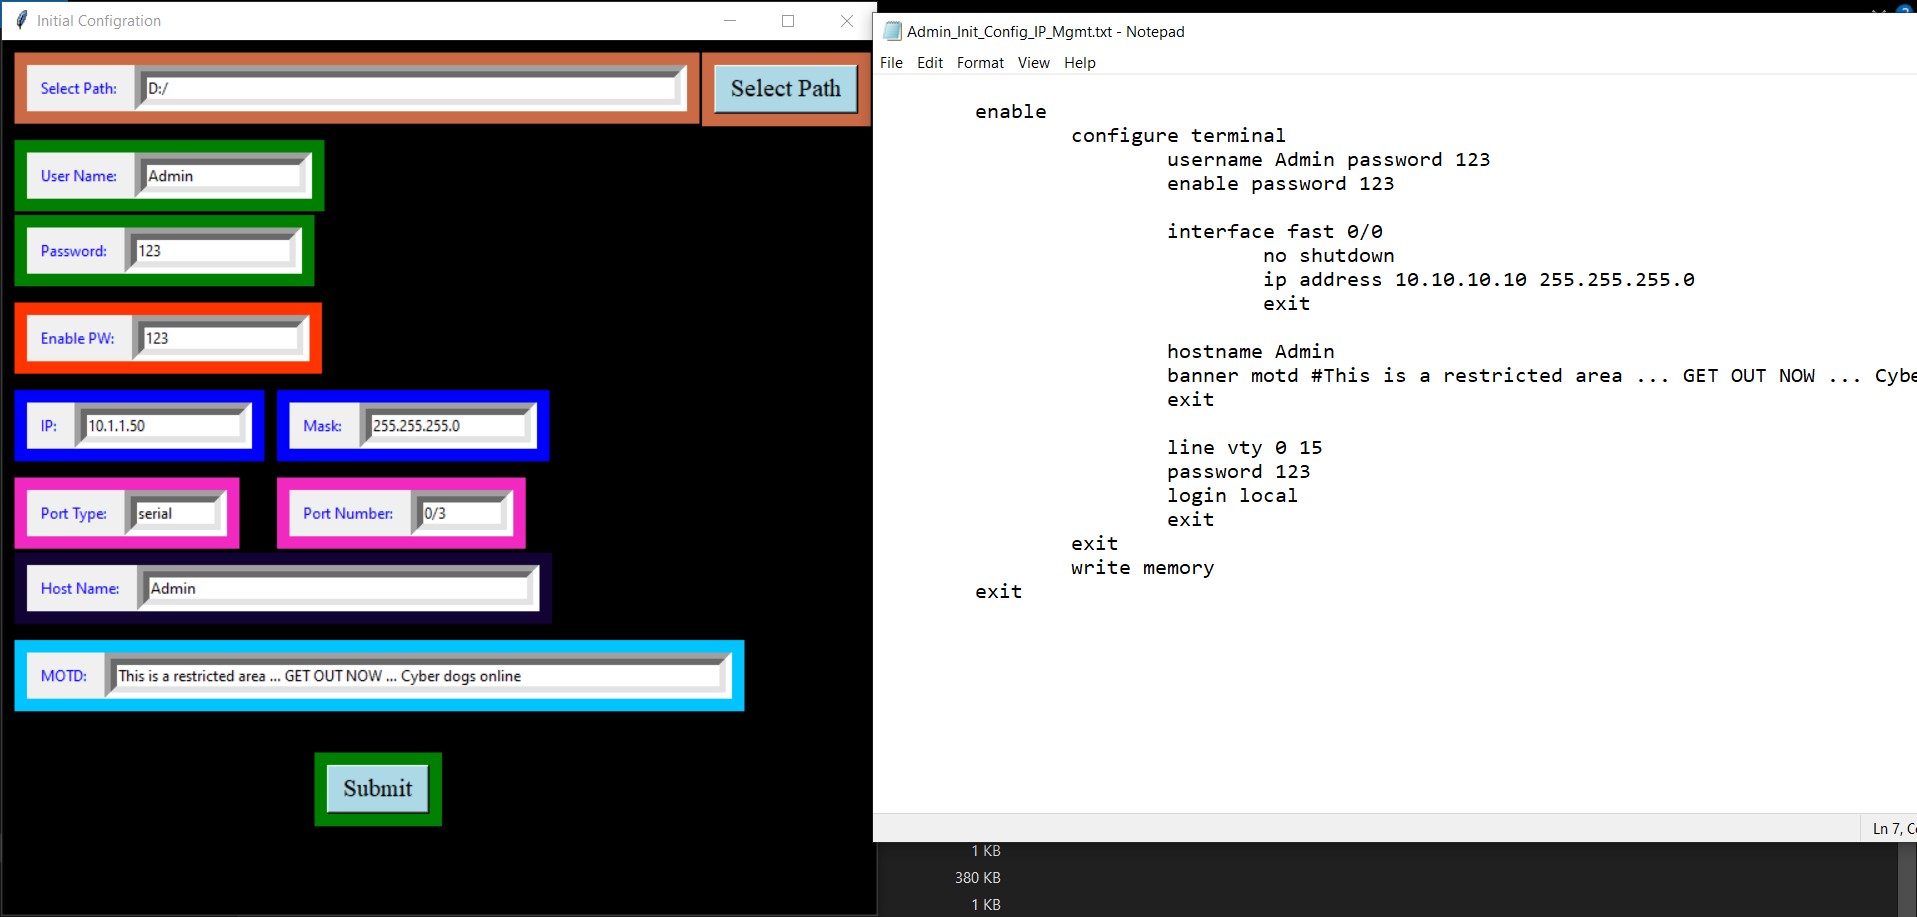 Initial Configration
Select Path: D:/ Select Path
User Name: Admin
Password: 123
Enable PW: 123
IP: 10.1.1.50 Mask: 255.255.255.0
Port Type: serial Port Number: 0/3
Host Name: Admin
MOTD: This is a restricted area ... GET OUT NOW ... Cyber dogs online
Submit
Admin_Init_Config_IP_Mgmt.txt - Notepad
File Edit Format View Help
enable
configure terminal
username Admin password 123
enable password 123
interface fast 0/0
no shutdown
ip address 10.10.10.10 255.255.255.0
exit
hostname Admin
banner motd #This is a restricted area ... GET OUT NOW ...
exit
line vty 0 15
password 123
login local
exit
exit
write memory
exit
Ln 7,
1 KB
380 KB
1 KB